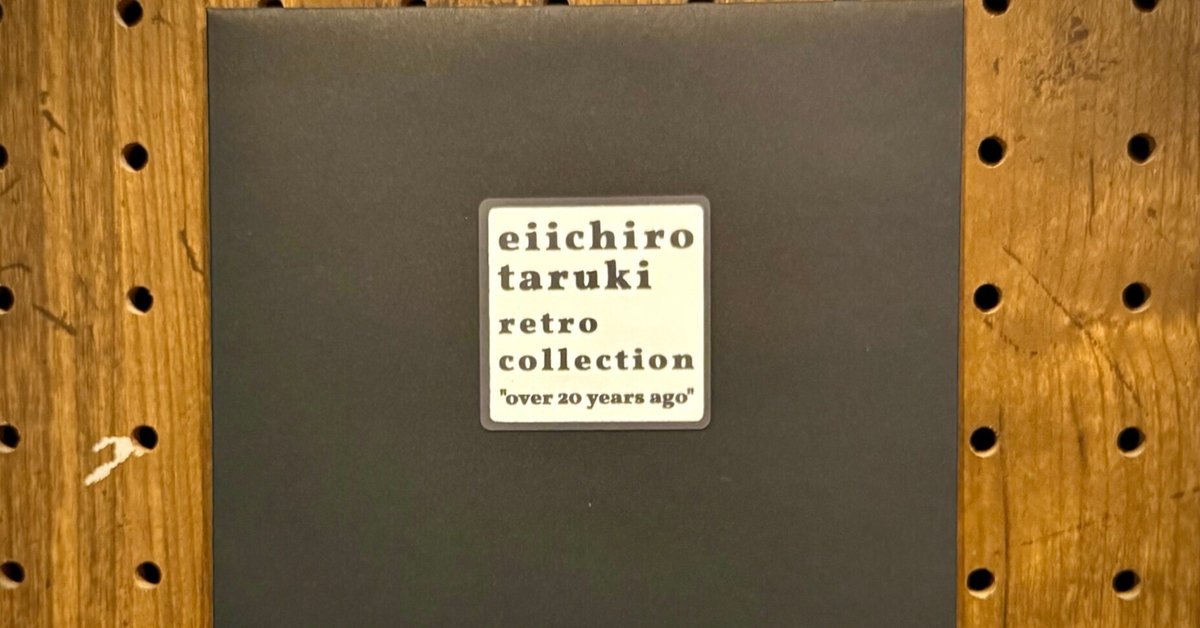 eiichiro
taruki
retro
collection
"over 20 years ago"